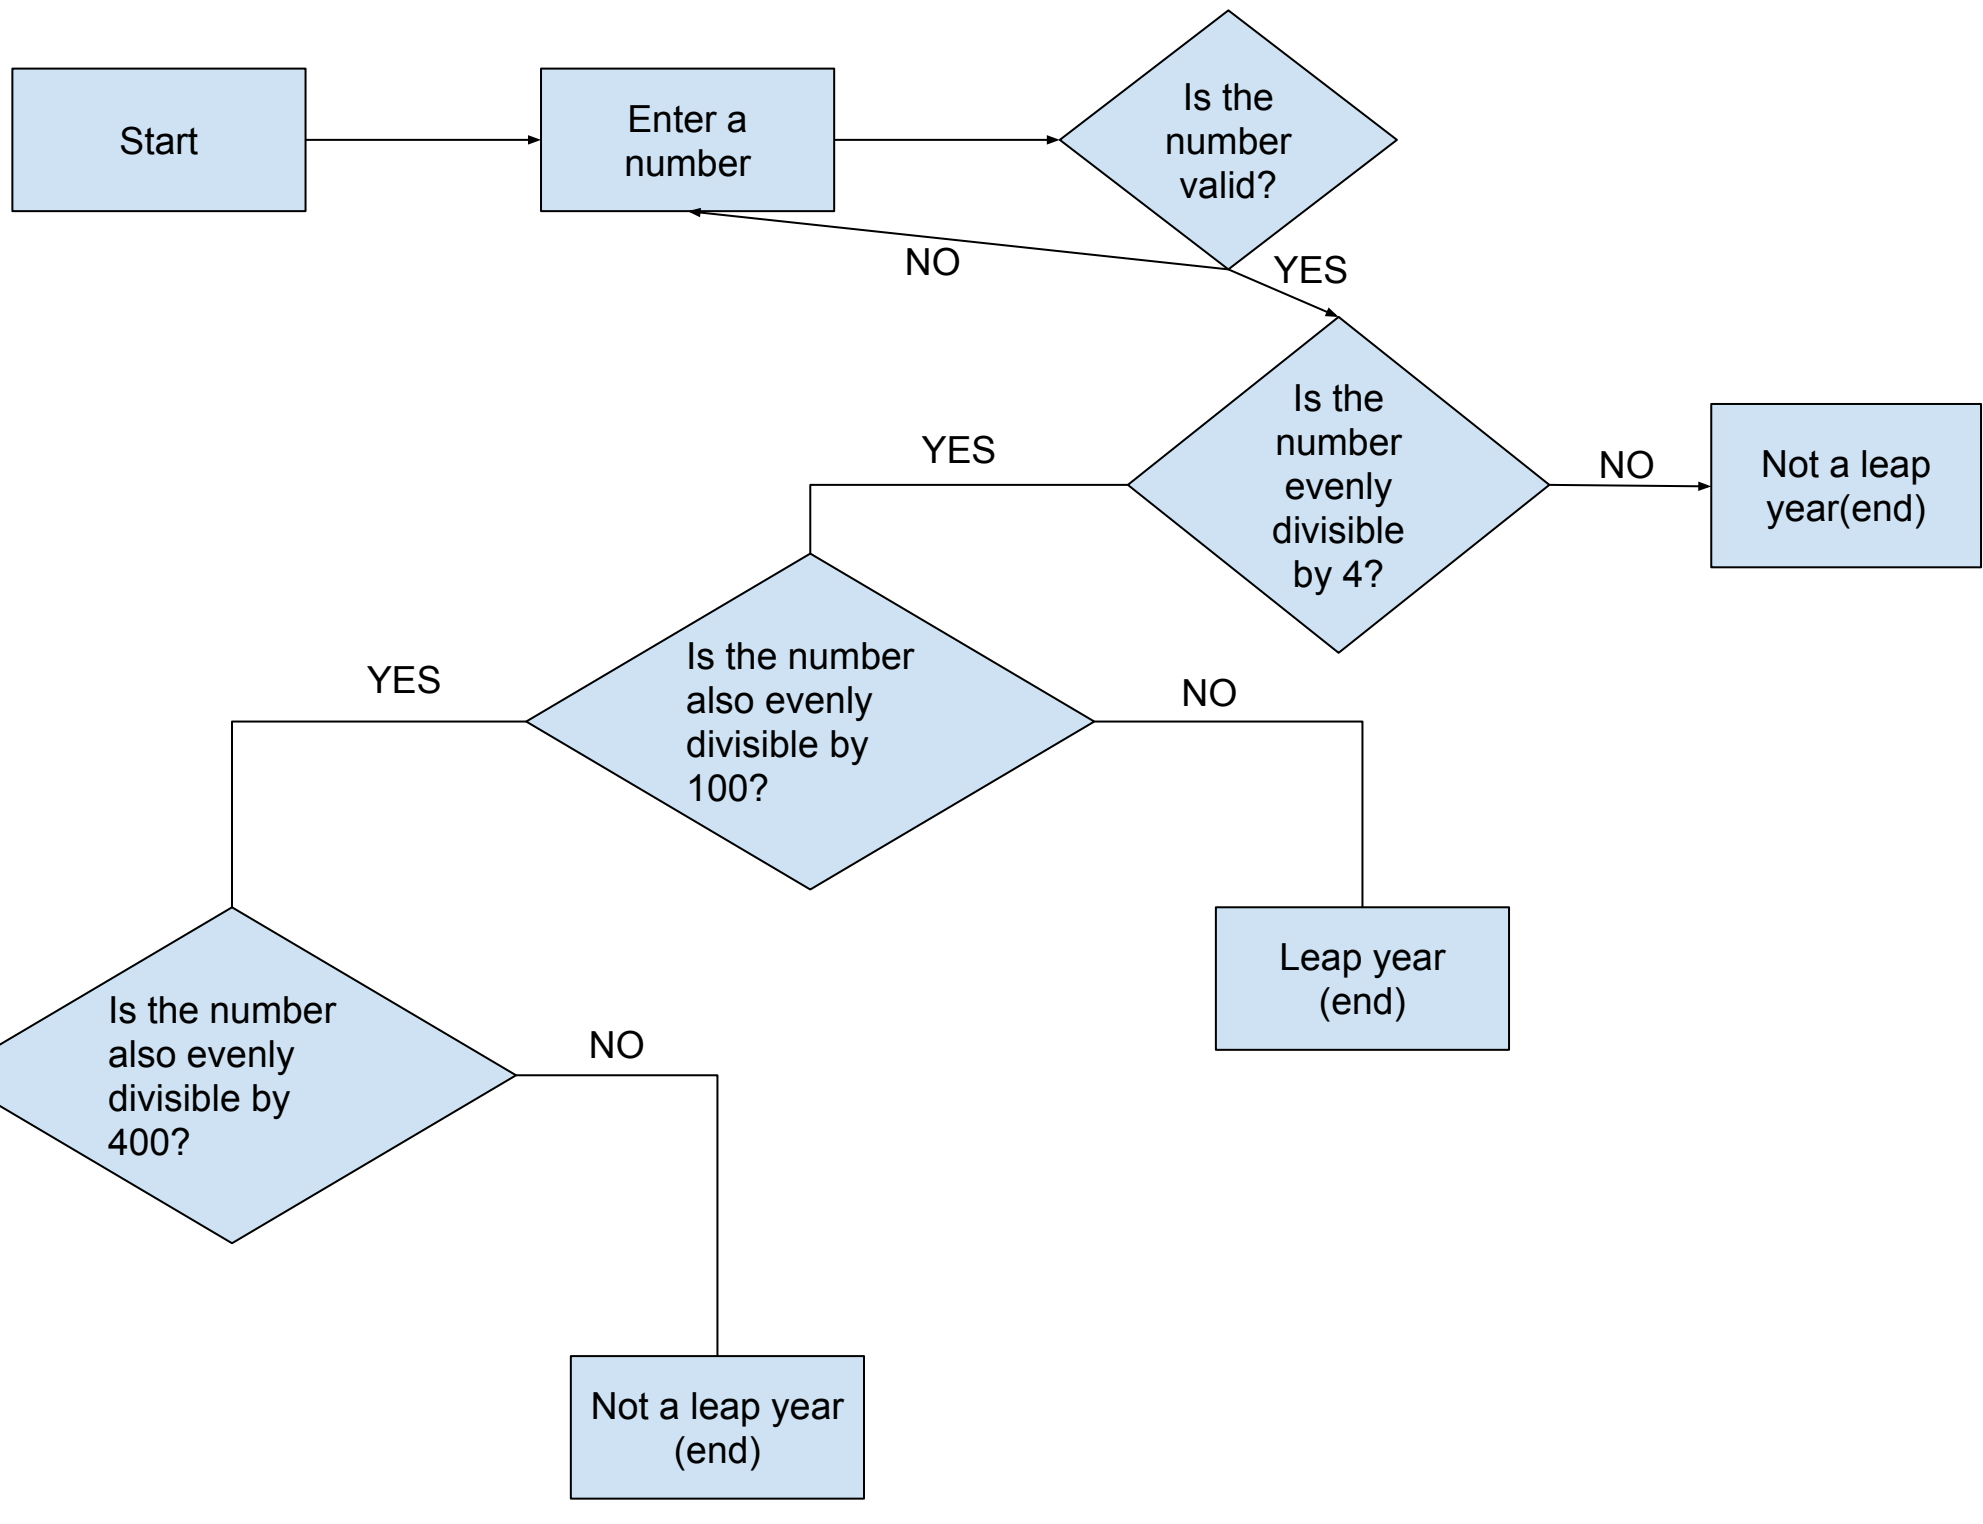 Start
Enter a
number
Is the
number
valid?
NO
YES
Is the
number
evenly
divisible
by 4?
YES
NO
Not a leap
year(end)
Is the number
also evenly
divisible by
100?
YES
NO
Leap year
(end)
Is the number
also evenly
divisible by
400?
NO
Not a leap year
(end)